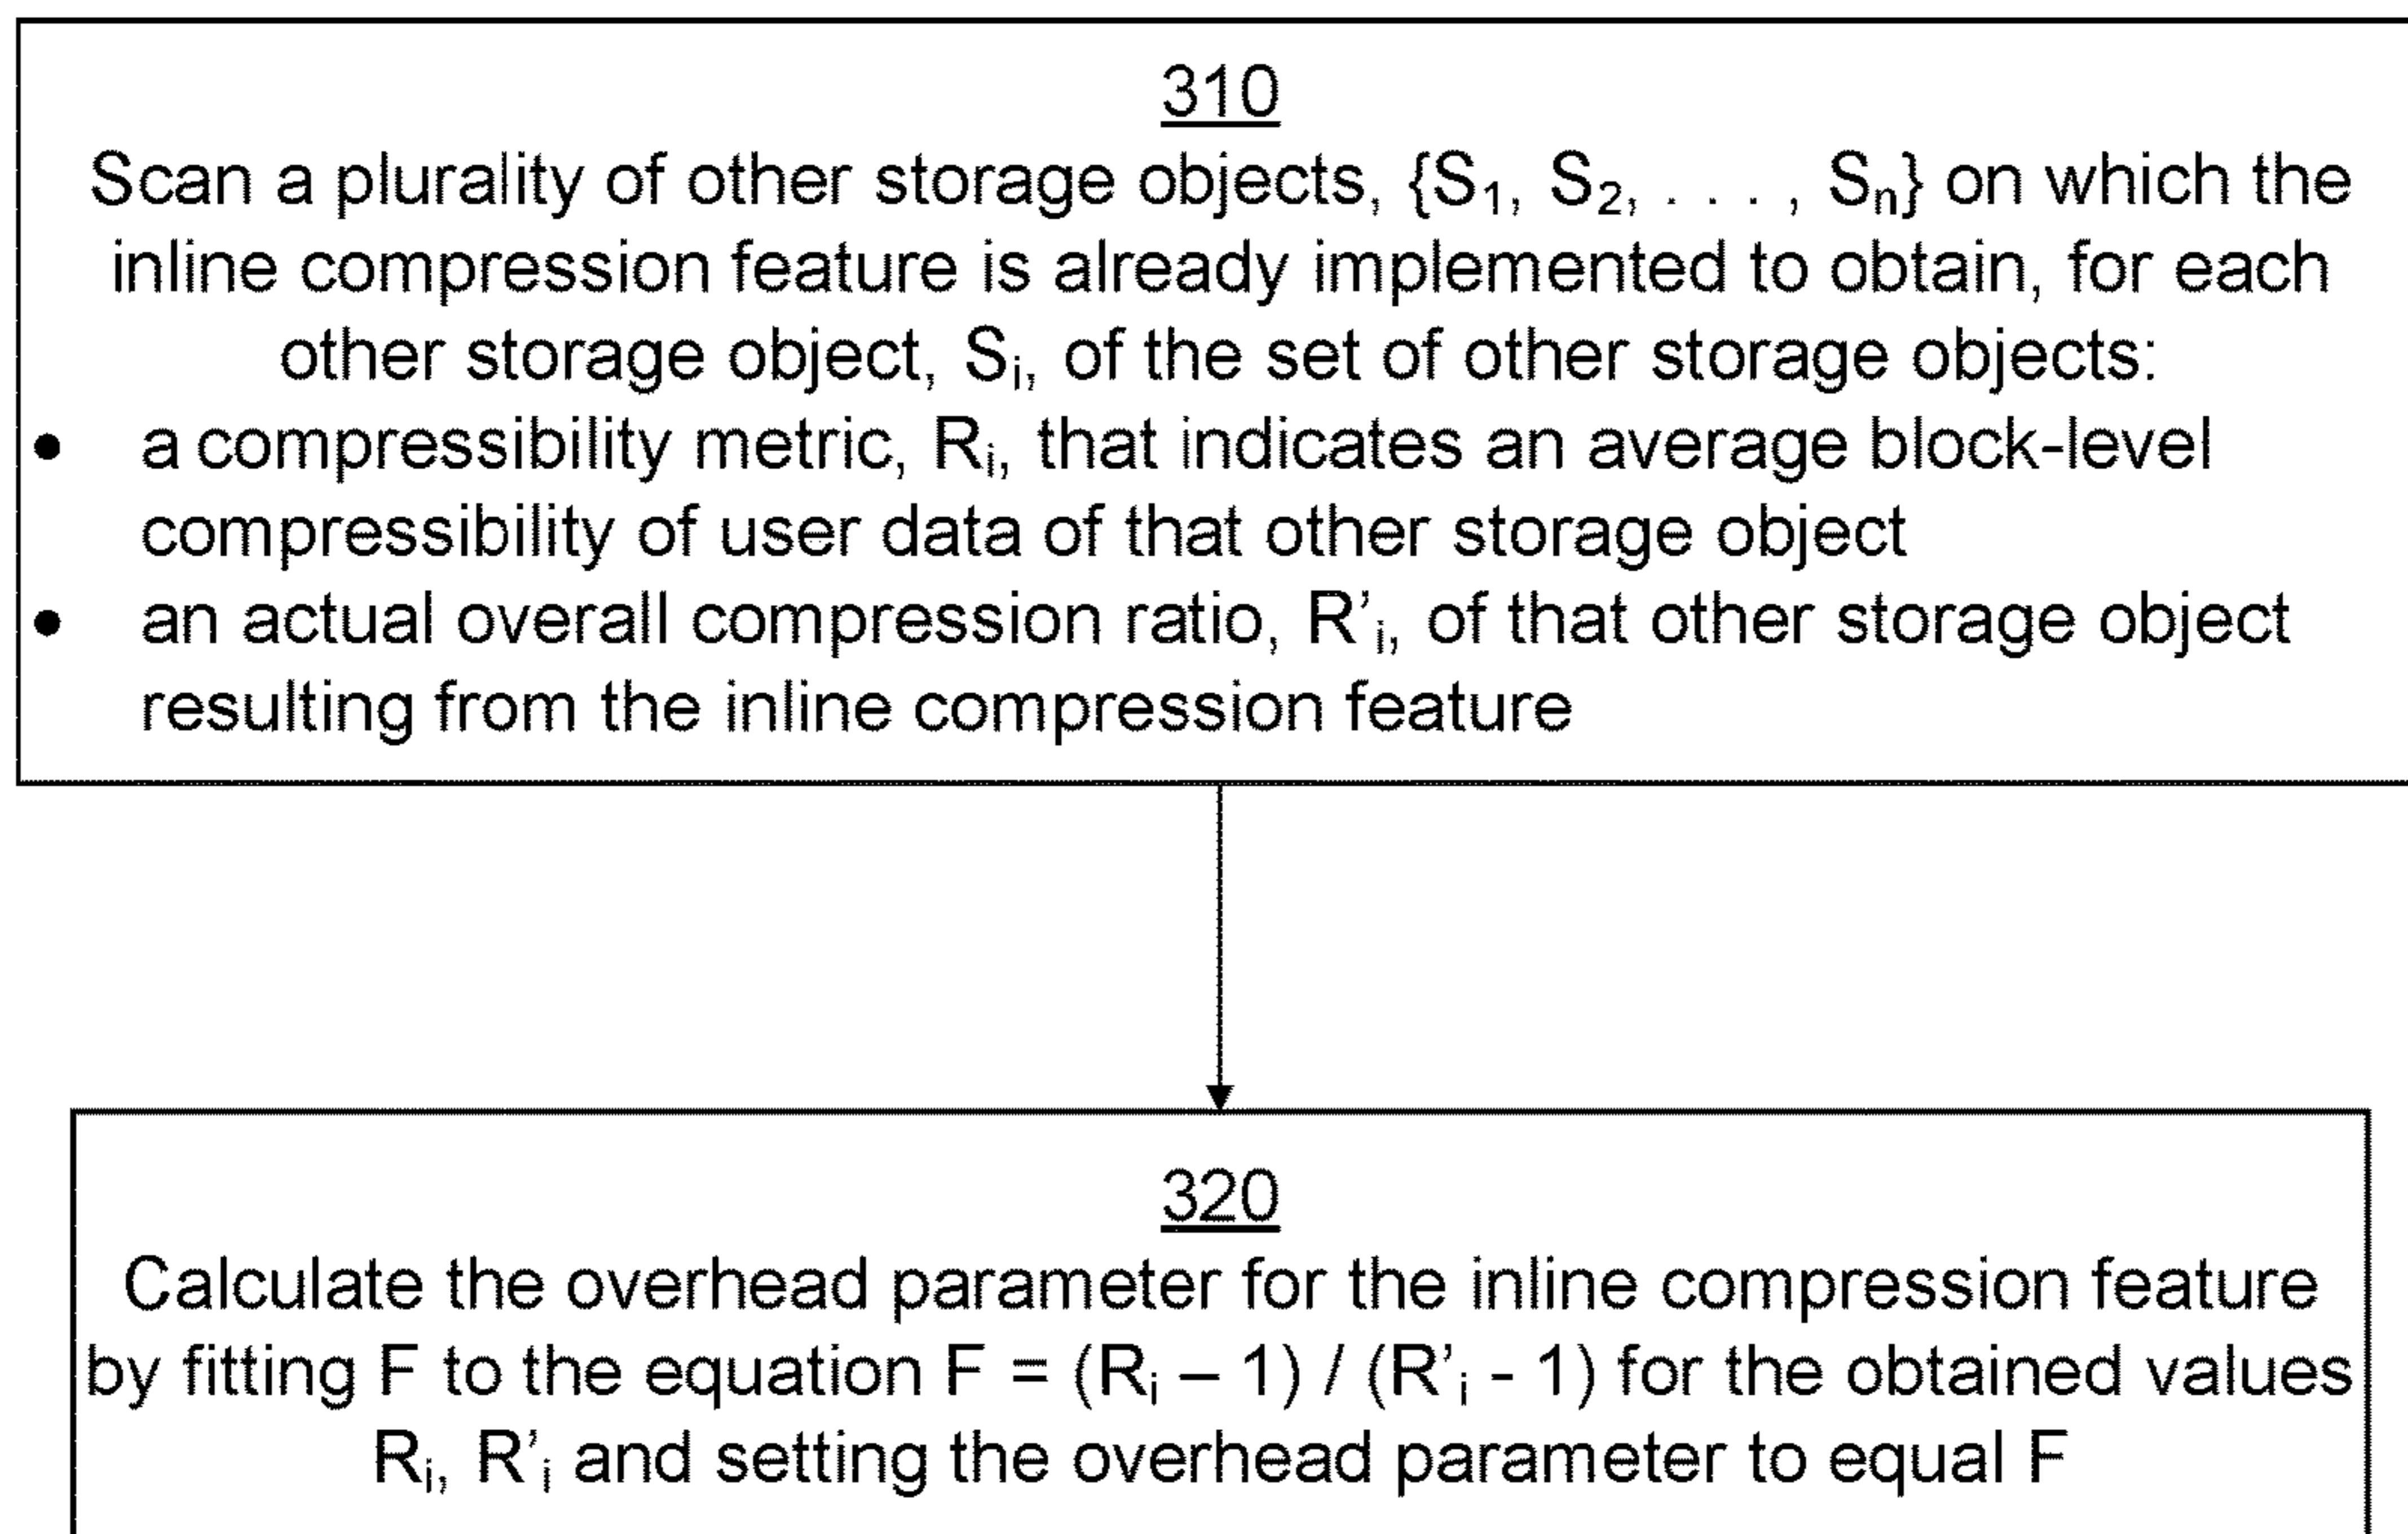 310
Scan a plurality of other storage objects, {S₁, S₂, . . . , Sₙ} on which the
inline compression feature is already implemented to obtain, for each
other storage object, Sᵢ, of the set of other storage objects:
• a compressibility metric, Rᵢ, that indicates an average block-level
compressibility of user data of that other storage object
• an actual overall compression ratio, R’ᵢ, of that other storage object
resulting from the inline compression feature
320
Calculate the overhead parameter for the inline compression feature
by fitting F to the equation F = (Rᵢ – 1) / (R’ᵢ - 1) for the obtained values
Rᵢ, R’ᵢ and setting the overhead parameter to equal F